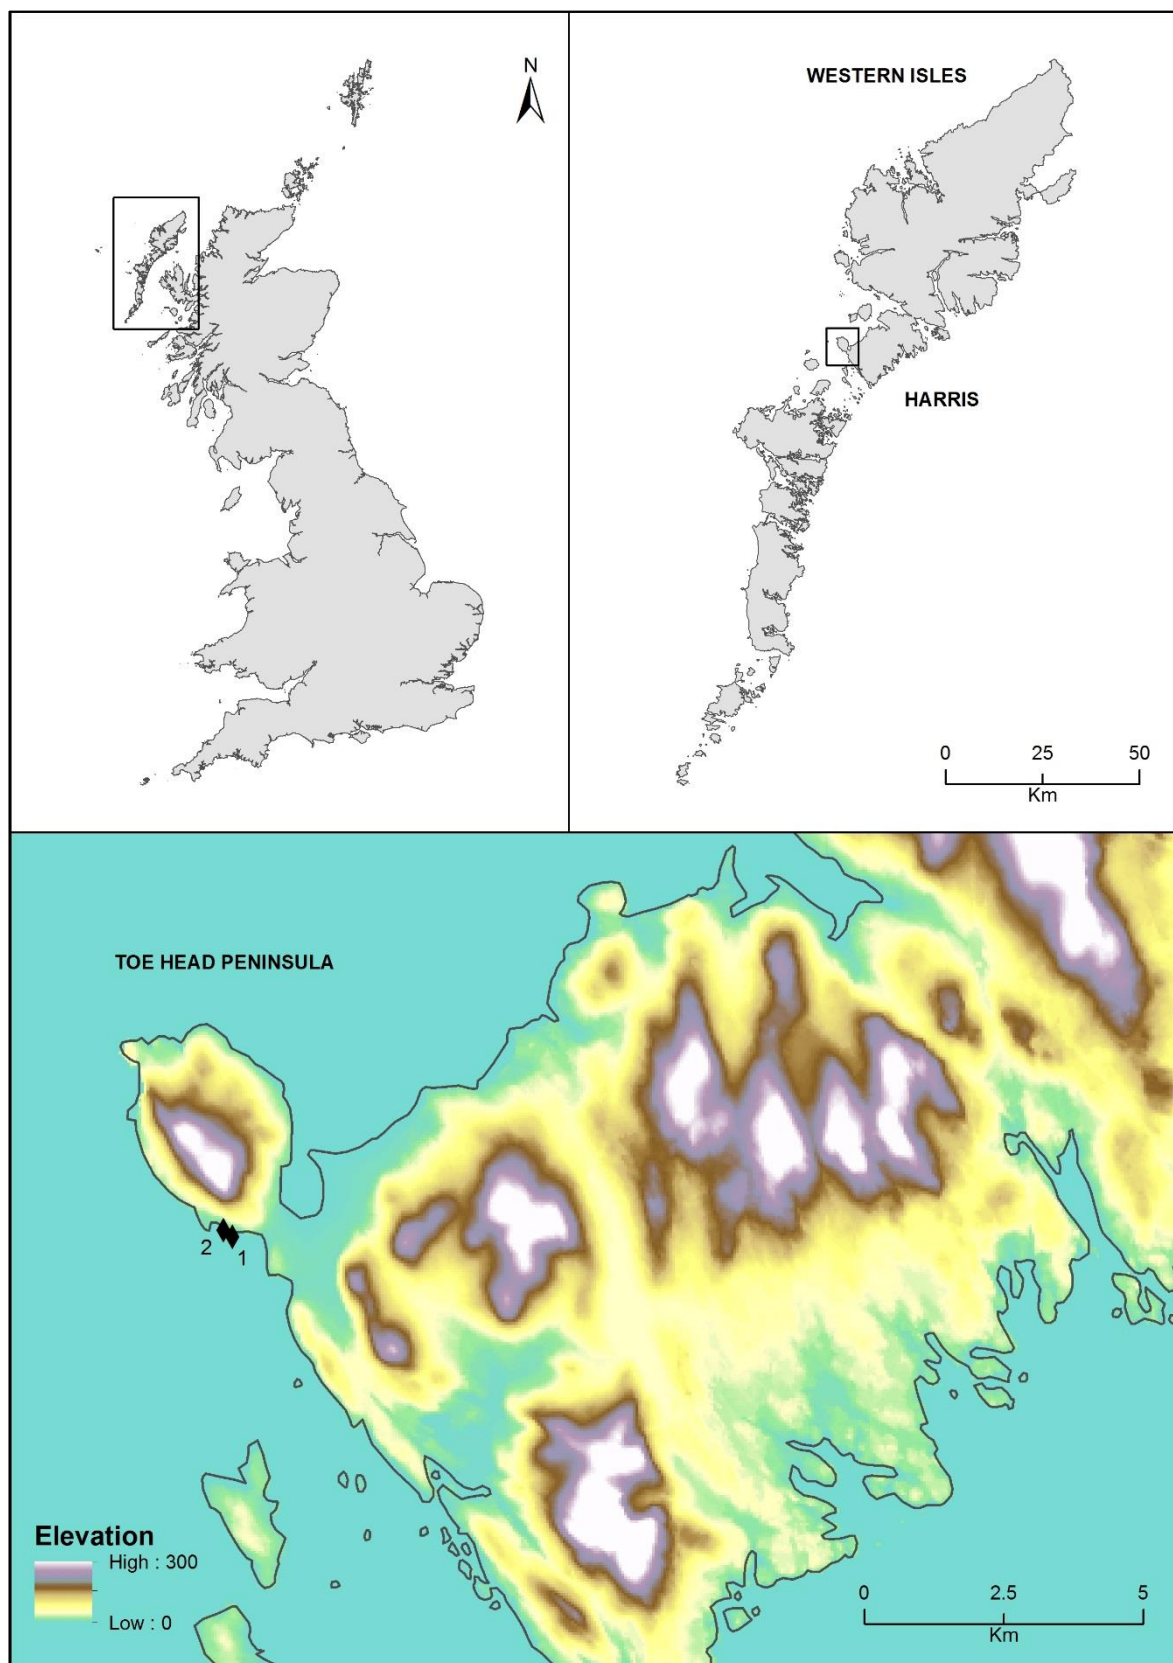 N
WESTERN ISLES
HARRIS
0 25 50
Km
TOE HEAD PENINSULA
2 1
Elevation
High : 300
Low : 0
0 2.5 5
Km